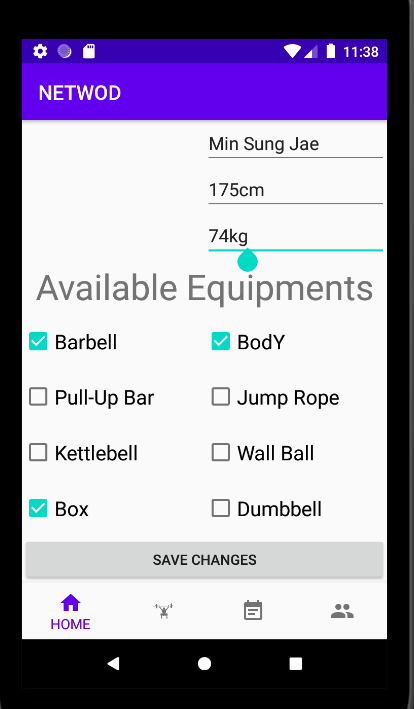 11:38
NETWOD
Min Sung Jae
175cm
74kg
Available Equipments
Barbell
BodY
Pull-Up Bar
Jump Rope
Kettlebell
Wall Ball
Box
Dumbbell
SAVE CHANGES
HOME